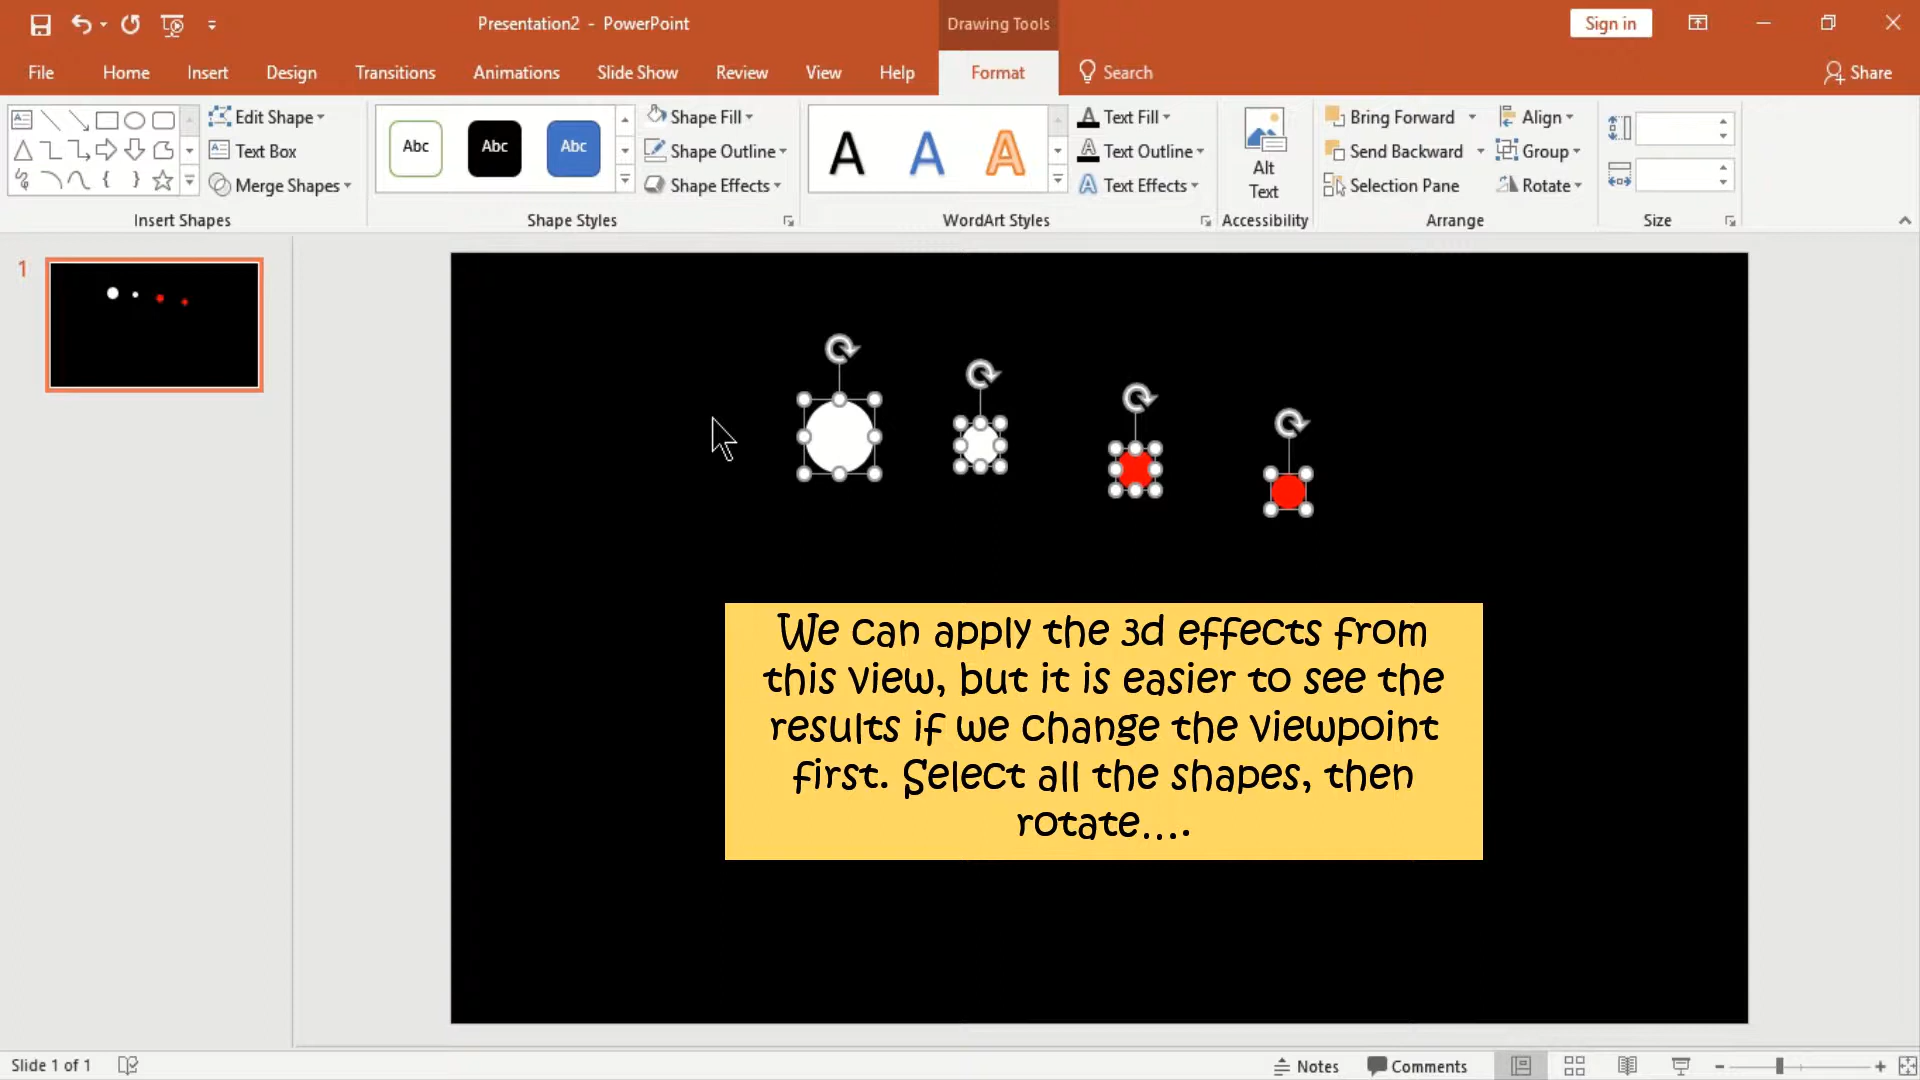 Presentation2 - PowerPoint
Drawing Tools
Sign in
File
Home
Insert
Design
Transitions
Animations
Slide Show
Review
View
Help
Format
Search
Share
Edit Shape
Text Box
Merge Shapes
Insert Shapes
Abc
Abc
Abc
Shape Fill
Shape Outline
Shape Effects
Shape Styles
A
A
A
Text Fill
Text Outline
Text Effects
WordArt Styles
Alt
Text
Accessibility
Bring Forward
Send Backward
Selection Pane
Align
Group
Rotate
Arrange
Size
1
We can apply the 3d effects from
this view, but it is easier to see the
results if we change the viewpoint
first. Select all the shapes, then
rotate....
Slide 1 of 1
Notes
Comments